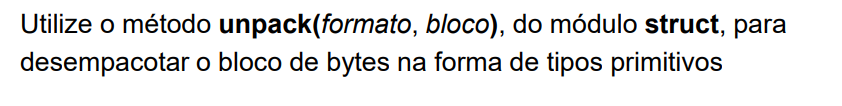 Utilize o método unpack(formato, bloco), do módulo struct, para
desempacotar o bloco de bytes na forma de tipos primitivos